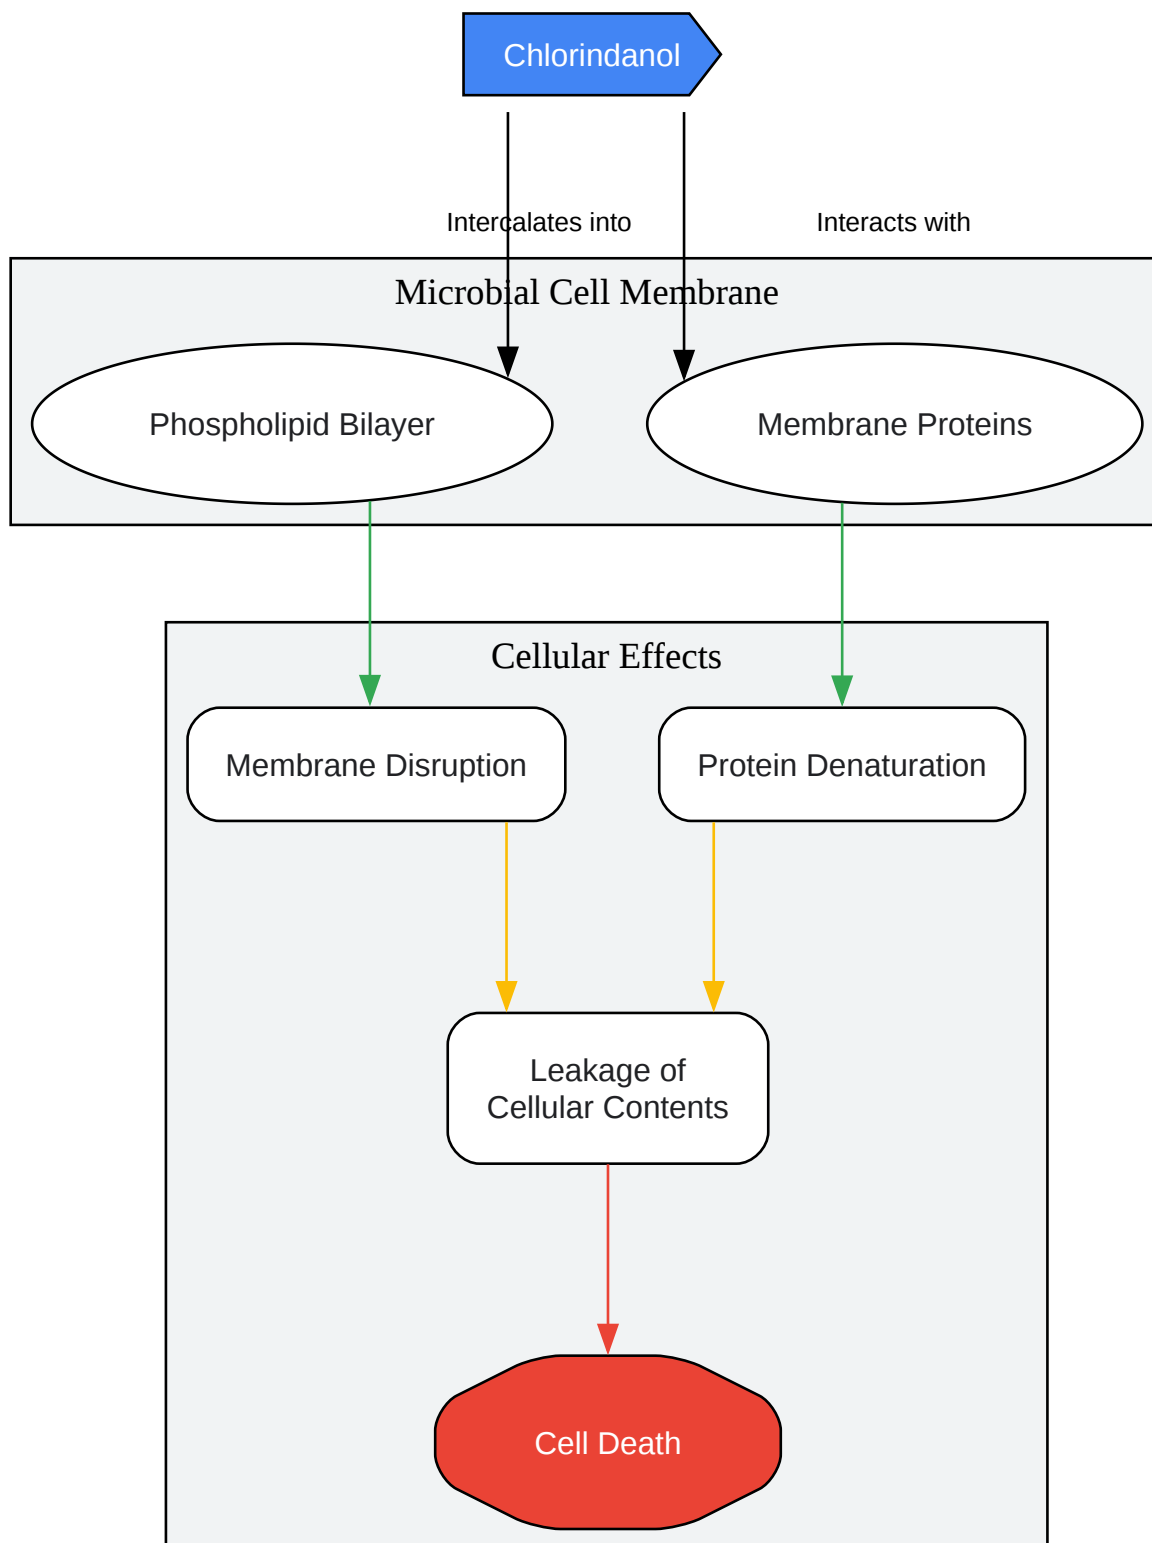 Chlorindanol
Intercalates into
Interacts with
Microbial Cell Membrane
Phospholipid Bilayer
Membrane Proteins
Cellular Effects
Membrane Disruption
Protein Denaturation
Leakage of
Cellular Contents
Cell Death